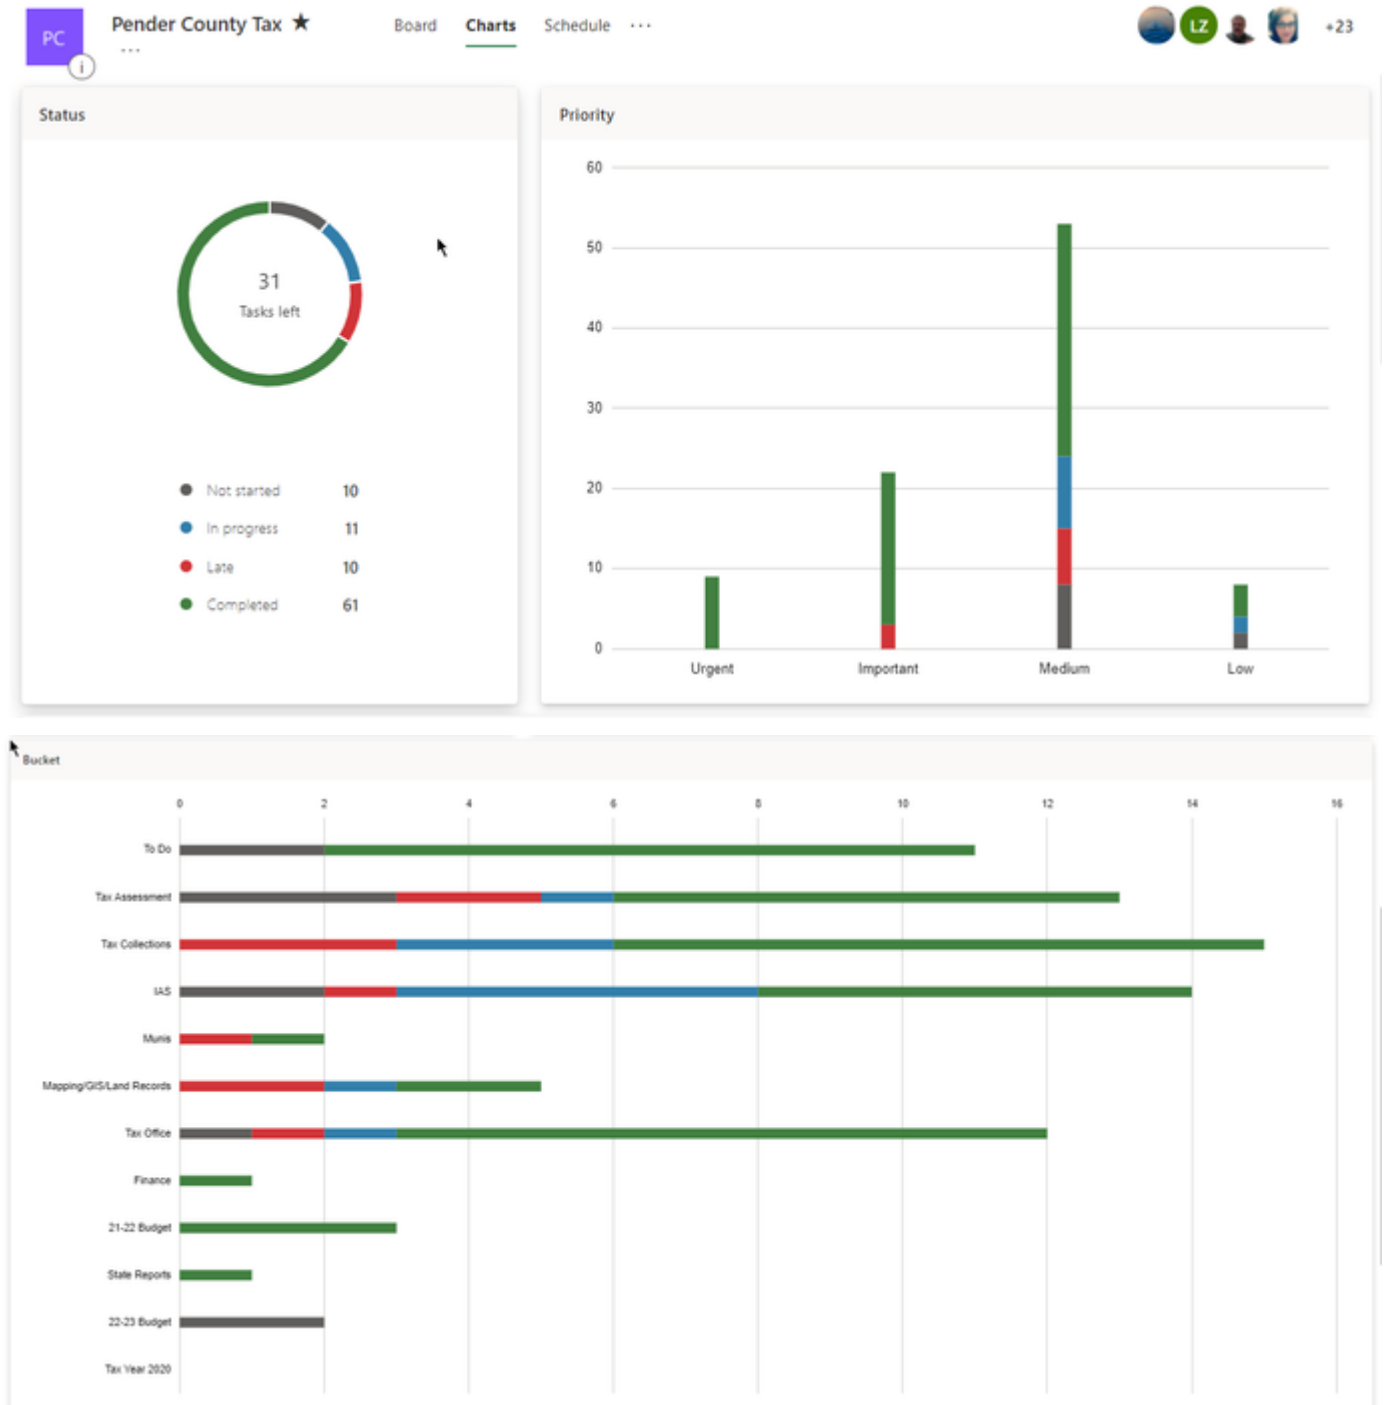 PC
Pender County Tax ★
Board Charts Schedule ···
LZ
+23
···
i
Status
31
Tasks left
Not started 10
In progress 11
Late 10
Completed 61
Priority
60
50
40
30
20
10
0
Urgent Important Medium Low
Bucket
0 2 4 6 8 10 12 14 16
To Do
Tax Assessment
Tax Collections
IAS
Munis
Mapping/GIS/Land Records
Tax Office
Finance
21-22 Budget
State Reports
22-23 Budget
Tax Year 2020